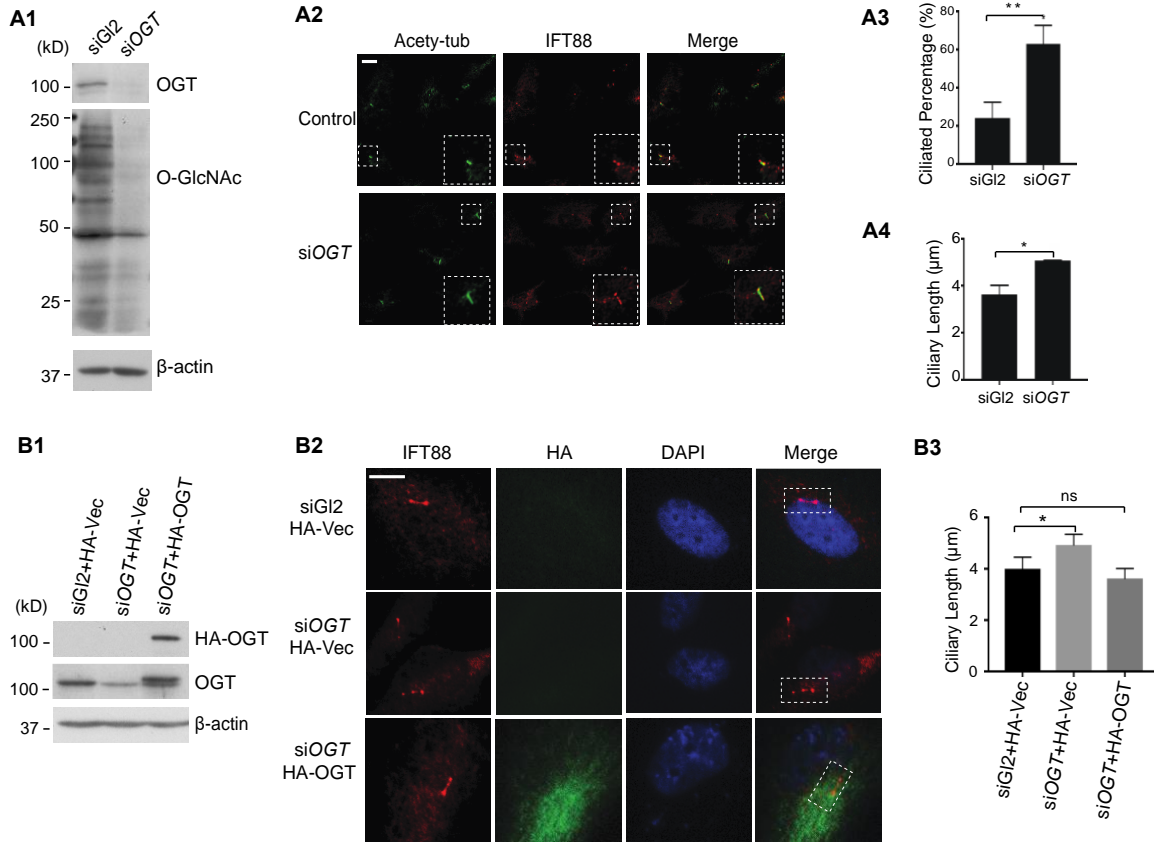 A1
(kD)
siGl2
siOGT
100
OGT
250
100
50
25
O-GlcNAc
37
β-actin
A2
Acety-tub
IFT88
Merge
Control
siOGT
A3
Ciliated Percentage (%)
80
60
40
20
0
**
siGl2
siOGT
A4
Ciliary Length (μm)
6
4
2
0
*
siGl2
siOGT
B1
(kD)
siGl2+HA-Vec
siOGT+HA-Vec
siOGT+HA-OGT
100
HA-OGT
100
OGT
37
β-actin
B2
IFT88
HA
DAPI
Merge
siGl2
HA-Vec
siOGT
HA-Vec
siOGT
HA-OGT
B3
Ciliary Length (μm)
6
4
2
0
ns
*
siGl2+HA-Vec
siOGT+HA-Vec
siOGT+HA-OGT